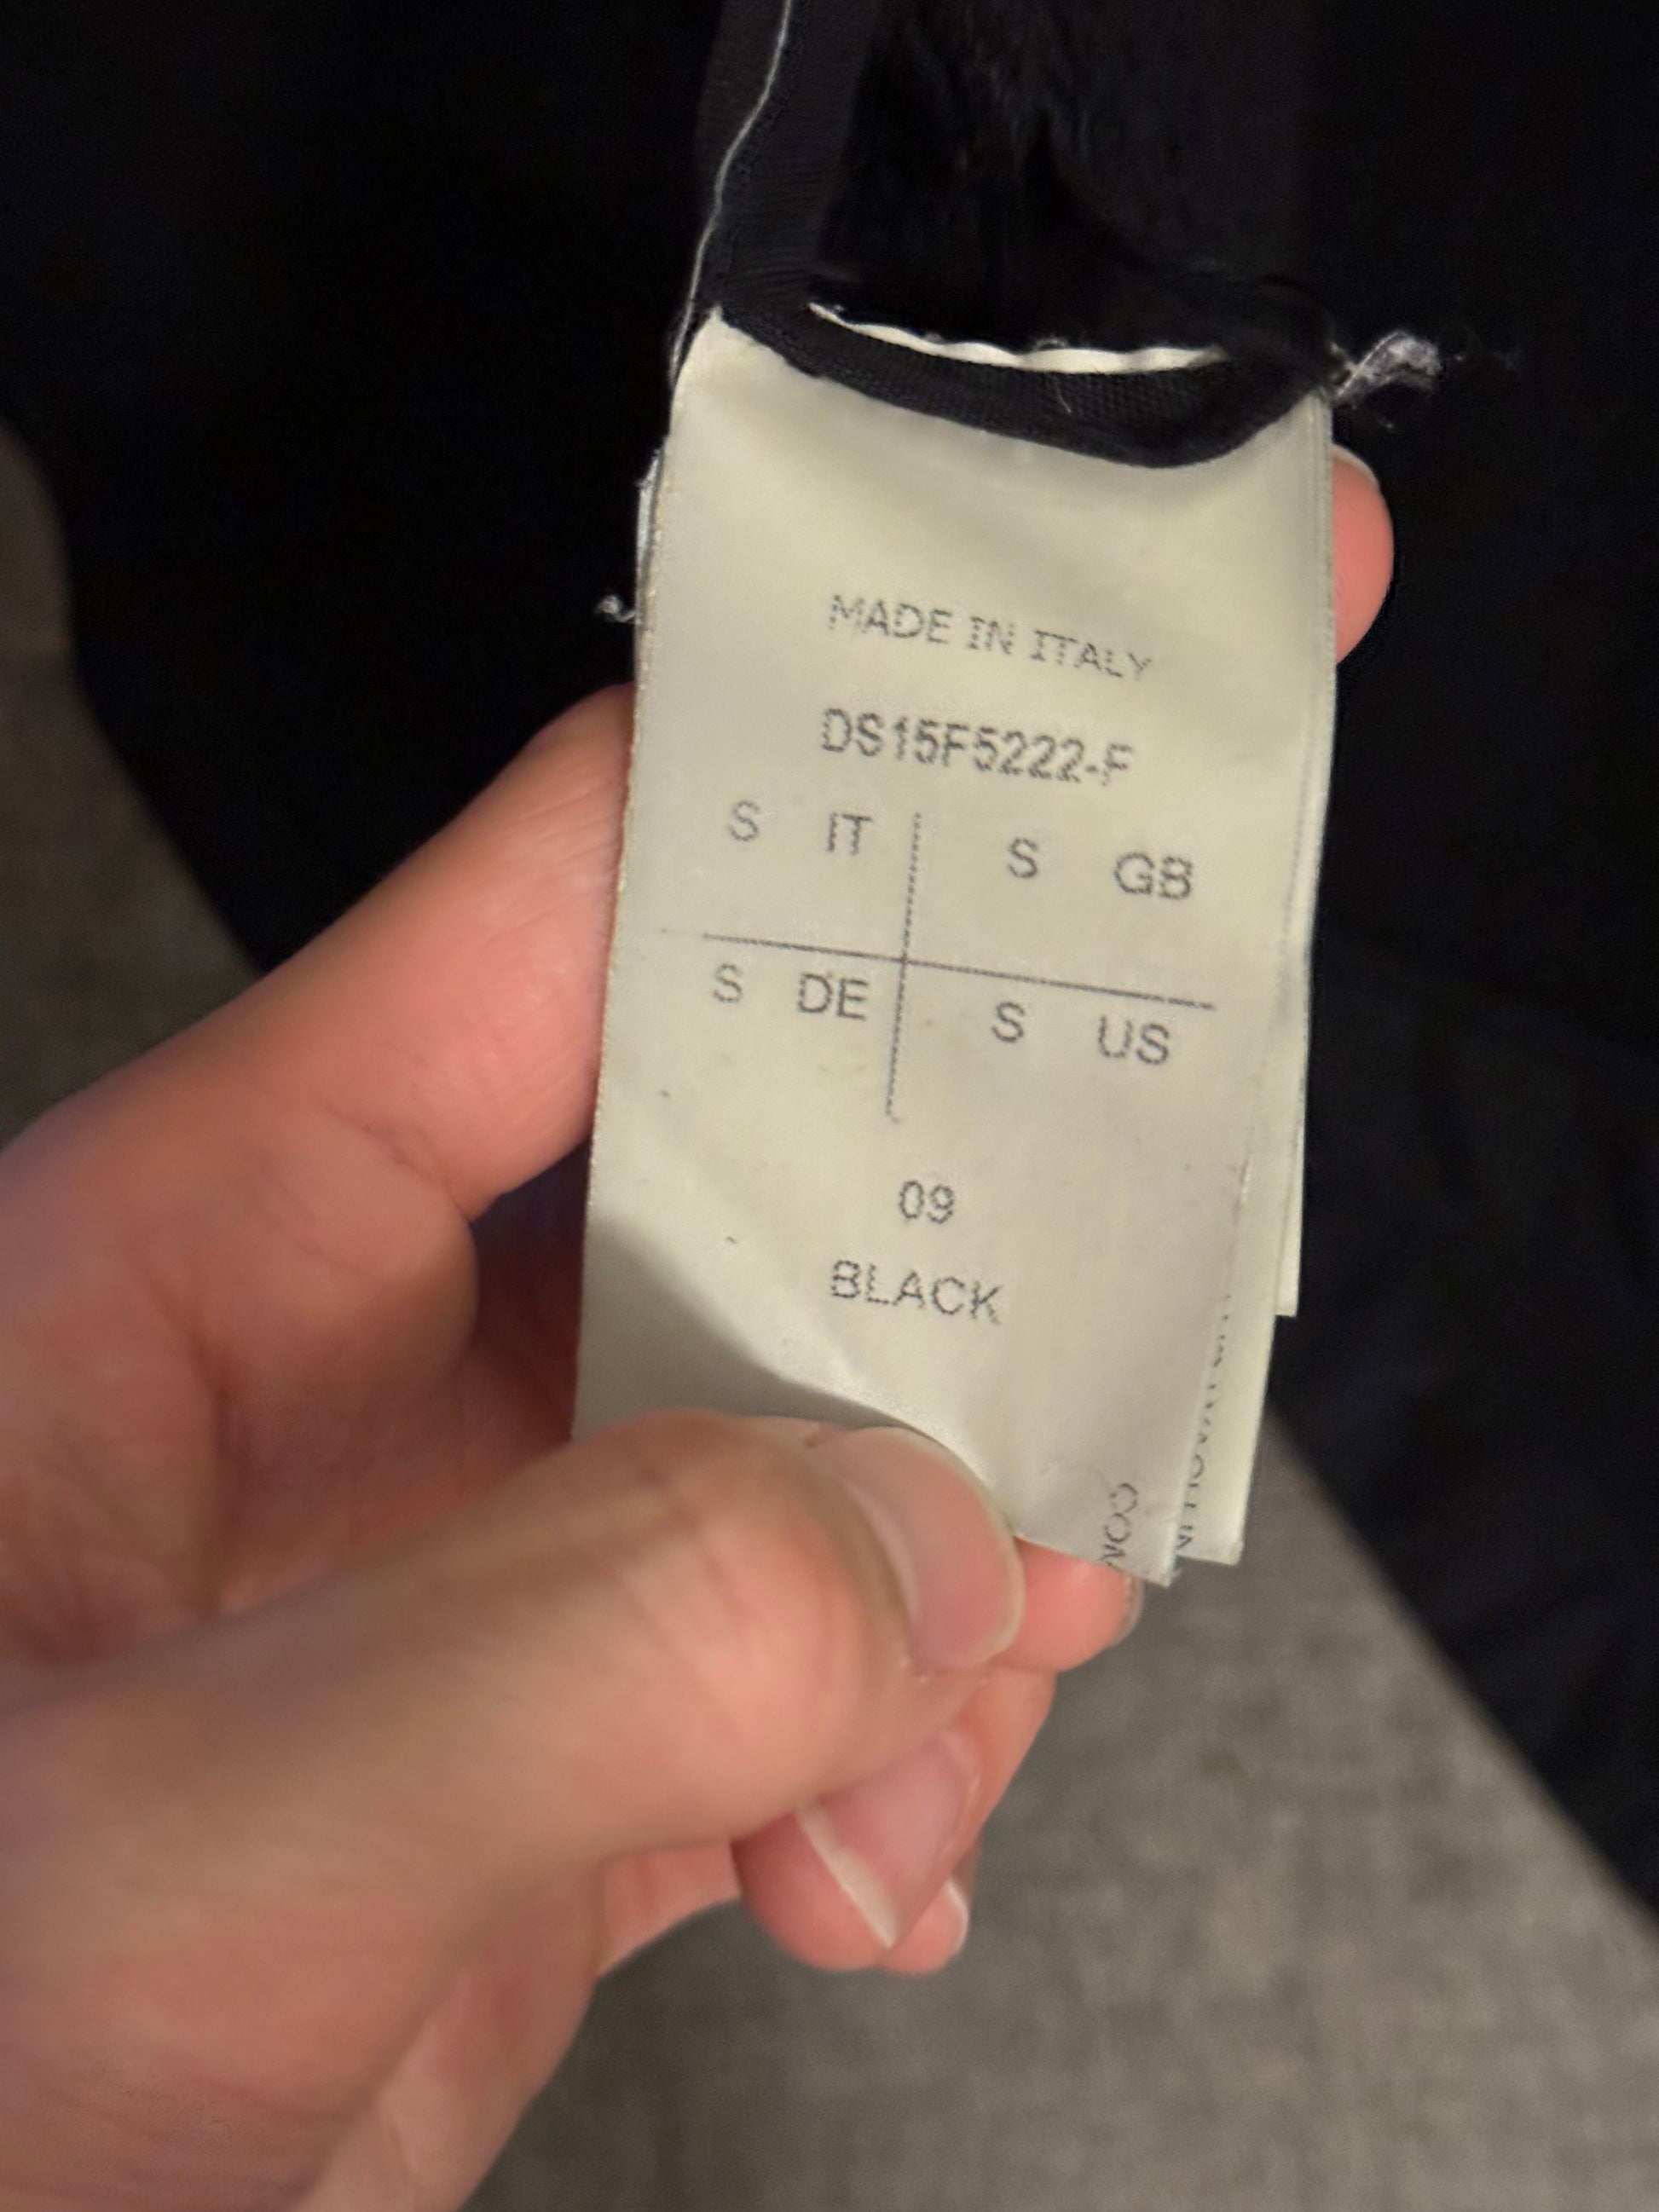 MADE IN ITALY
DS15F5222-F
S IT S GB
S DE S US
09
BLACK